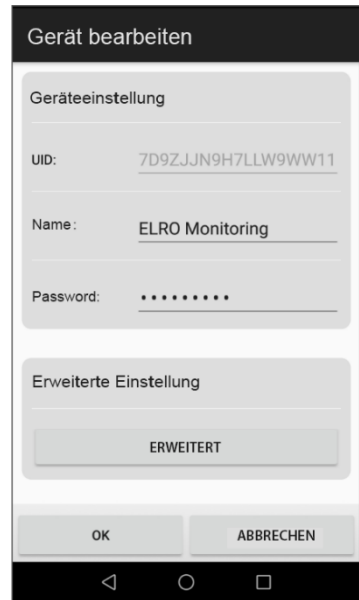 Gerät bearbeiten
Geräteeinstellung
UID: 7D9ZJJN9H7LLW9WW11
Name : ELRO Monitoring
Password: •••••••••
Erweiterte Einstellung
ERWEITERT
OK ABBRECHEN